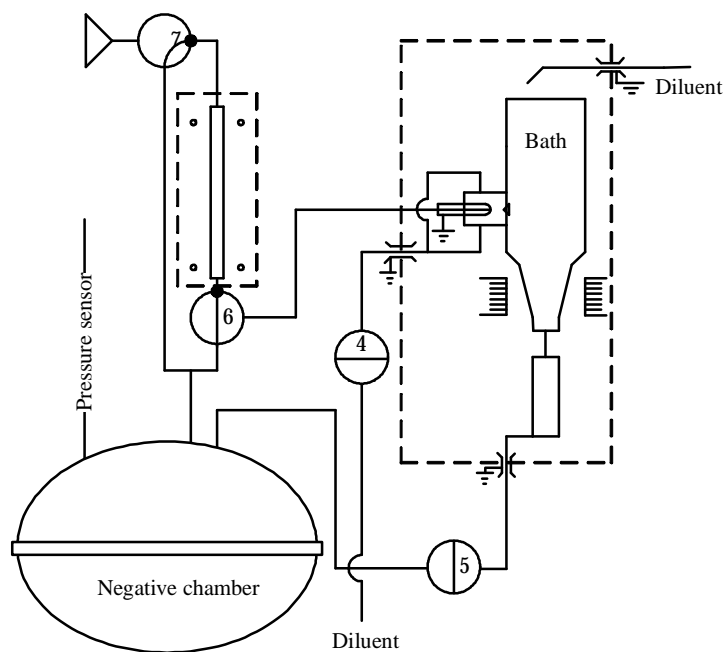 7
Diluent
Bath
6
4
Pressure sensor
5
Negative chamber
Diluent